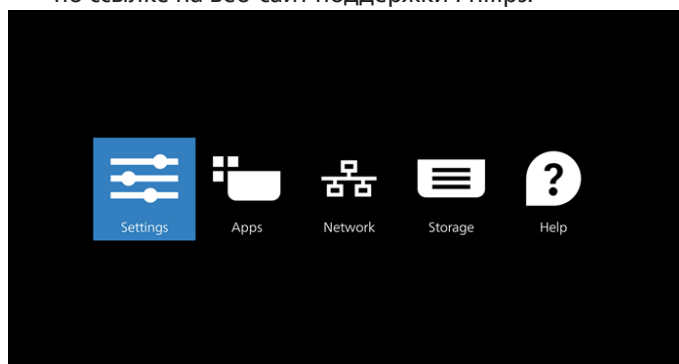 по ссылке на веб-сайт поддержки Philips.
Settings Apps Network Storage Help